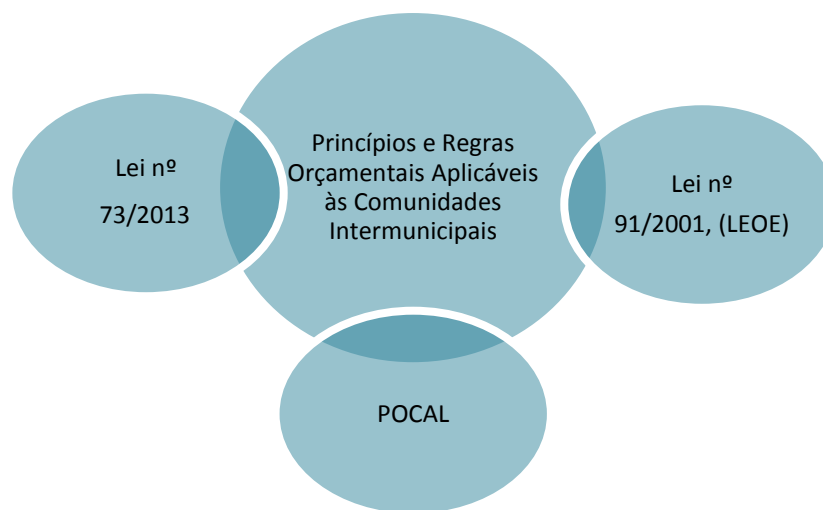 Princípios e Regras
Orçamentais Aplicáveis
às Comunidades
Intermunicipais
Lei nº
73/2013
Lei nº
91/2001, (LEOE)
POCAL